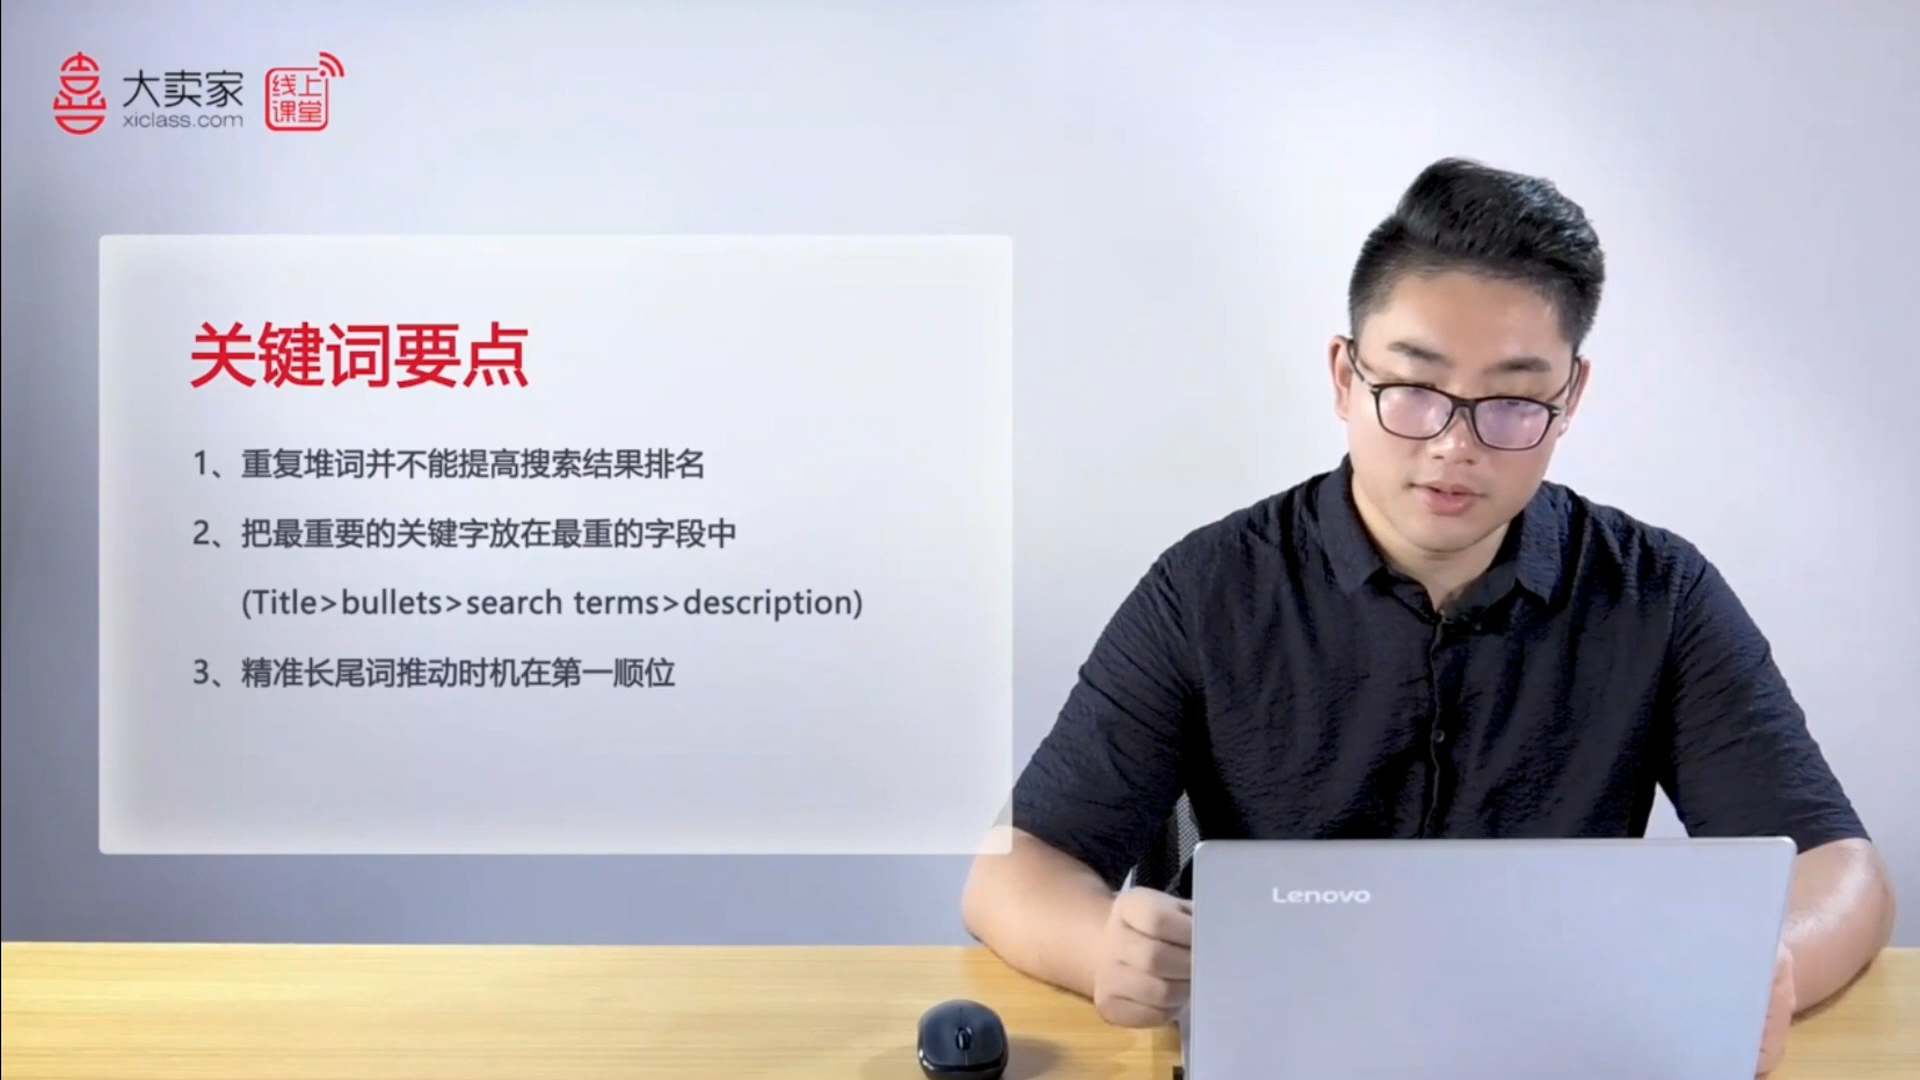 大卖家
xiclass.com
线上
课堂
关键词要点
1、重复堆词并不能提高搜索结果排名
2、把最重要的关键字放在最重的字段中
(Title>bullets>search terms>description)
3、精准长尾词推动时机在第一顺位
Lenovo